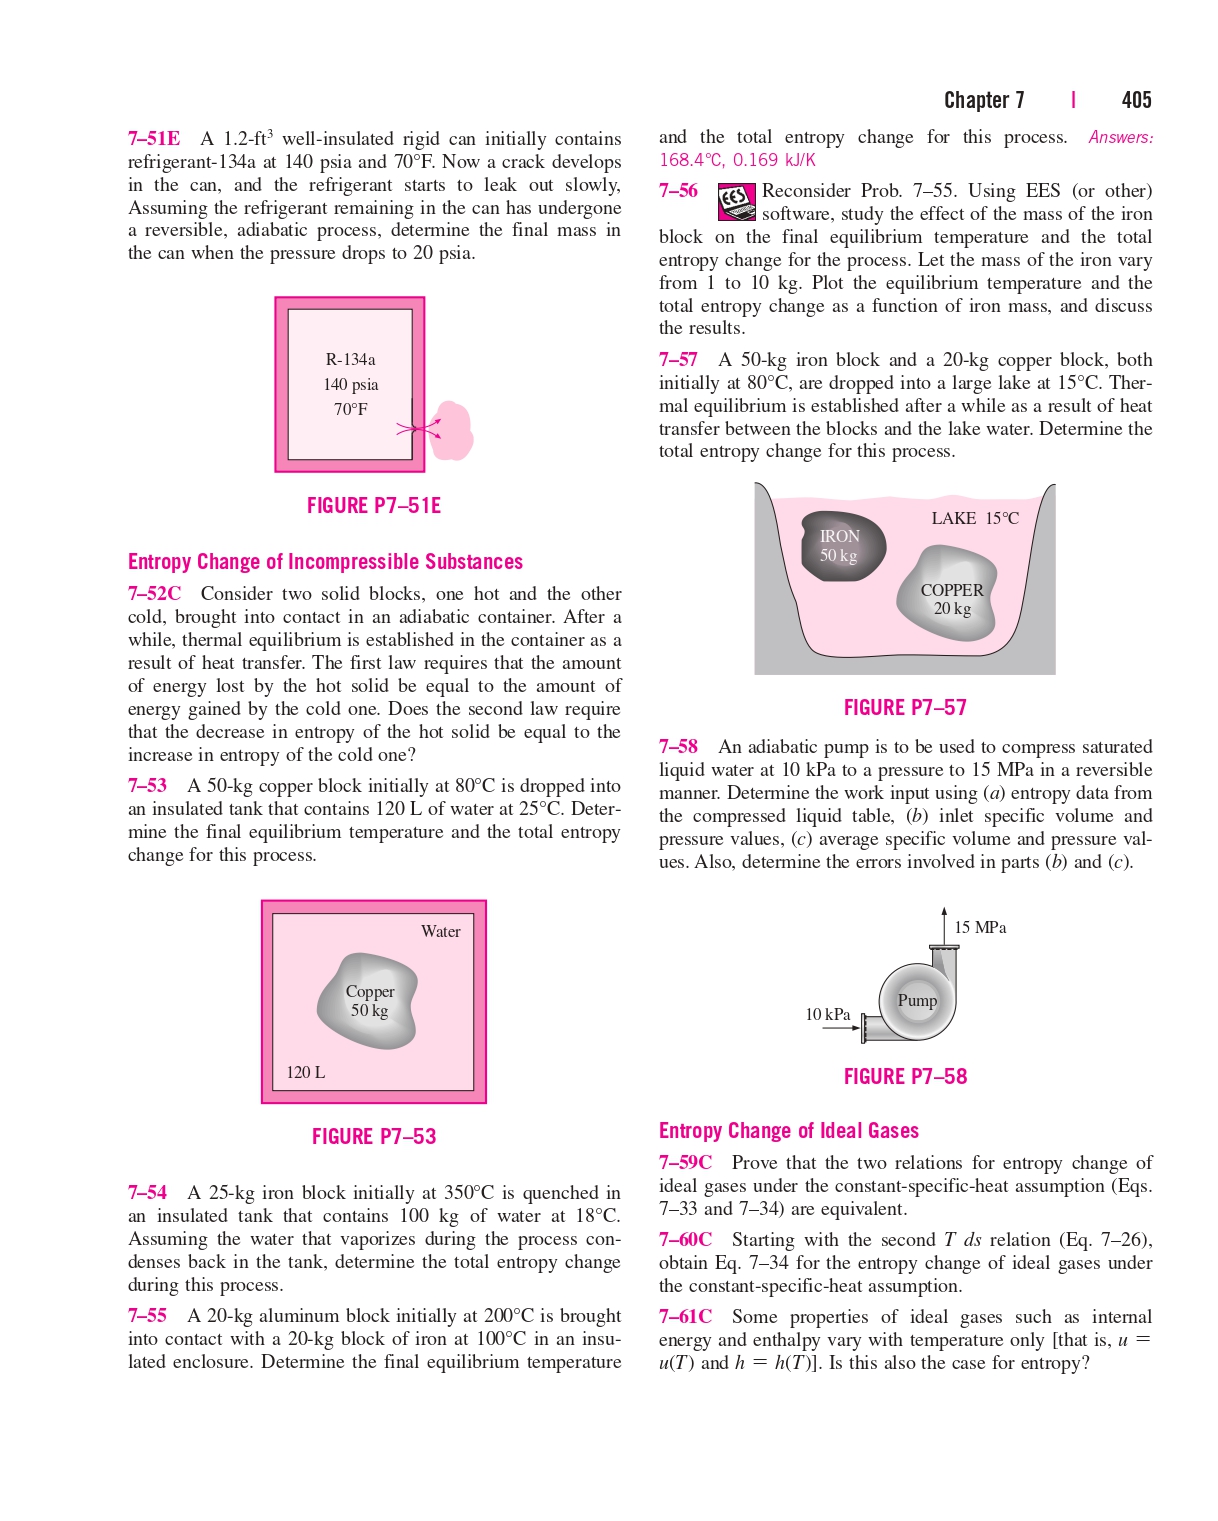 Chapter 7 | 405
7–51E A 1.2-ft³ well-insulated rigid can initially contains
refrigerant-134a at 140 psia and 70°F. Now a crack develops
in the can, and the refrigerant starts to leak out slowly,
Assuming the refrigerant remaining in the can has undergone
a reversible, adiabatic process, determine the final mass in
the can when the pressure drops to 20 psia.
R-134a
140 psia
70°F
FIGURE P7–51E
Entropy Change of Incompressible Substances
7–52C Consider two solid blocks, one hot and the other
cold, brought into contact in an adiabatic container. After a
while, thermal equilibrium is established in the container as a
result of heat transfer. The first law requires that the amount
of energy lost by the hot solid be equal to the amount of
energy gained by the cold one. Does the second law require
that the decrease in entropy of the hot solid be equal to the
increase in entropy of the cold one?
7–53 A 50-kg copper block initially at 80°C is dropped into
an insulated tank that contains 120 L of water at 25°C. Deter-
mine the final equilibrium temperature and the total entropy
change for this process.
Water
Copper
50 kg
120 L
FIGURE P7–53
7–54 A 25-kg iron block initially at 350°C is quenched in
an insulated tank that contains 100 kg of water at 18°C.
Assuming the water that vaporizes during the process con-
denses back in the tank, determine the total entropy change
during this process.
7–55 A 20-kg aluminum block initially at 200°C is brought
into contact with a 20-kg block of iron at 100°C in an insu-
lated enclosure. Determine the final equilibrium temperature
and the total entropy change for this process. Answers:
168.4°C, 0.169 kJ/K
7–56 EES Reconsider Prob. 7–55. Using EES (or other)
software, study the effect of the mass of the iron
block on the final equilibrium temperature and the total
entropy change for the process. Let the mass of the iron vary
from 1 to 10 kg. Plot the equilibrium temperature and the
total entropy change as a function of iron mass, and discuss
the results.
7–57 A 50-kg iron block and a 20-kg copper block, both
initially at 80°C, are dropped into a large lake at 15°C. Ther-
mal equilibrium is established after a while as a result of heat
transfer between the blocks and the lake water. Determine the
total entropy change for this process.
LAKE 15°C
IRON
50 kg
COPPER
20 kg
FIGURE P7–57
7–58 An adiabatic pump is to be used to compress saturated
liquid water at 10 kPa to a pressure to 15 MPa in a reversible
manner. Determine the work input using (a) entropy data from
the compressed liquid table, (b) inlet specific volume and
pressure values, (c) average specific volume and pressure val-
ues. Also, determine the errors involved in parts (b) and (c).
15 MPa
Pump
10 kPa
FIGURE P7–58
Entropy Change of Ideal Gases
7–59C Prove that the two relations for entropy change of
ideal gases under the constant-specific-heat assumption (Eqs.
7–33 and 7–34) are equivalent.
7–60C Starting with the second T ds relation (Eq. 7–26),
obtain Eq. 7–34 for the entropy change of ideal gases under
the constant-specific-heat assumption.
7–61C Some properties of ideal gases such as internal
energy and enthalpy vary with temperature only [that is, u =
u(T) and h = h(T)]. Is this also the case for entropy?